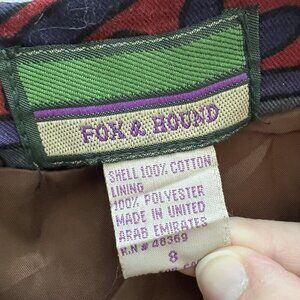 FOX & HOUND
SHELL 100% COTTON
LINING
100% POLYESTER
MADE IN UNITED
ARAB EMIRATES
R.N # 48369
8